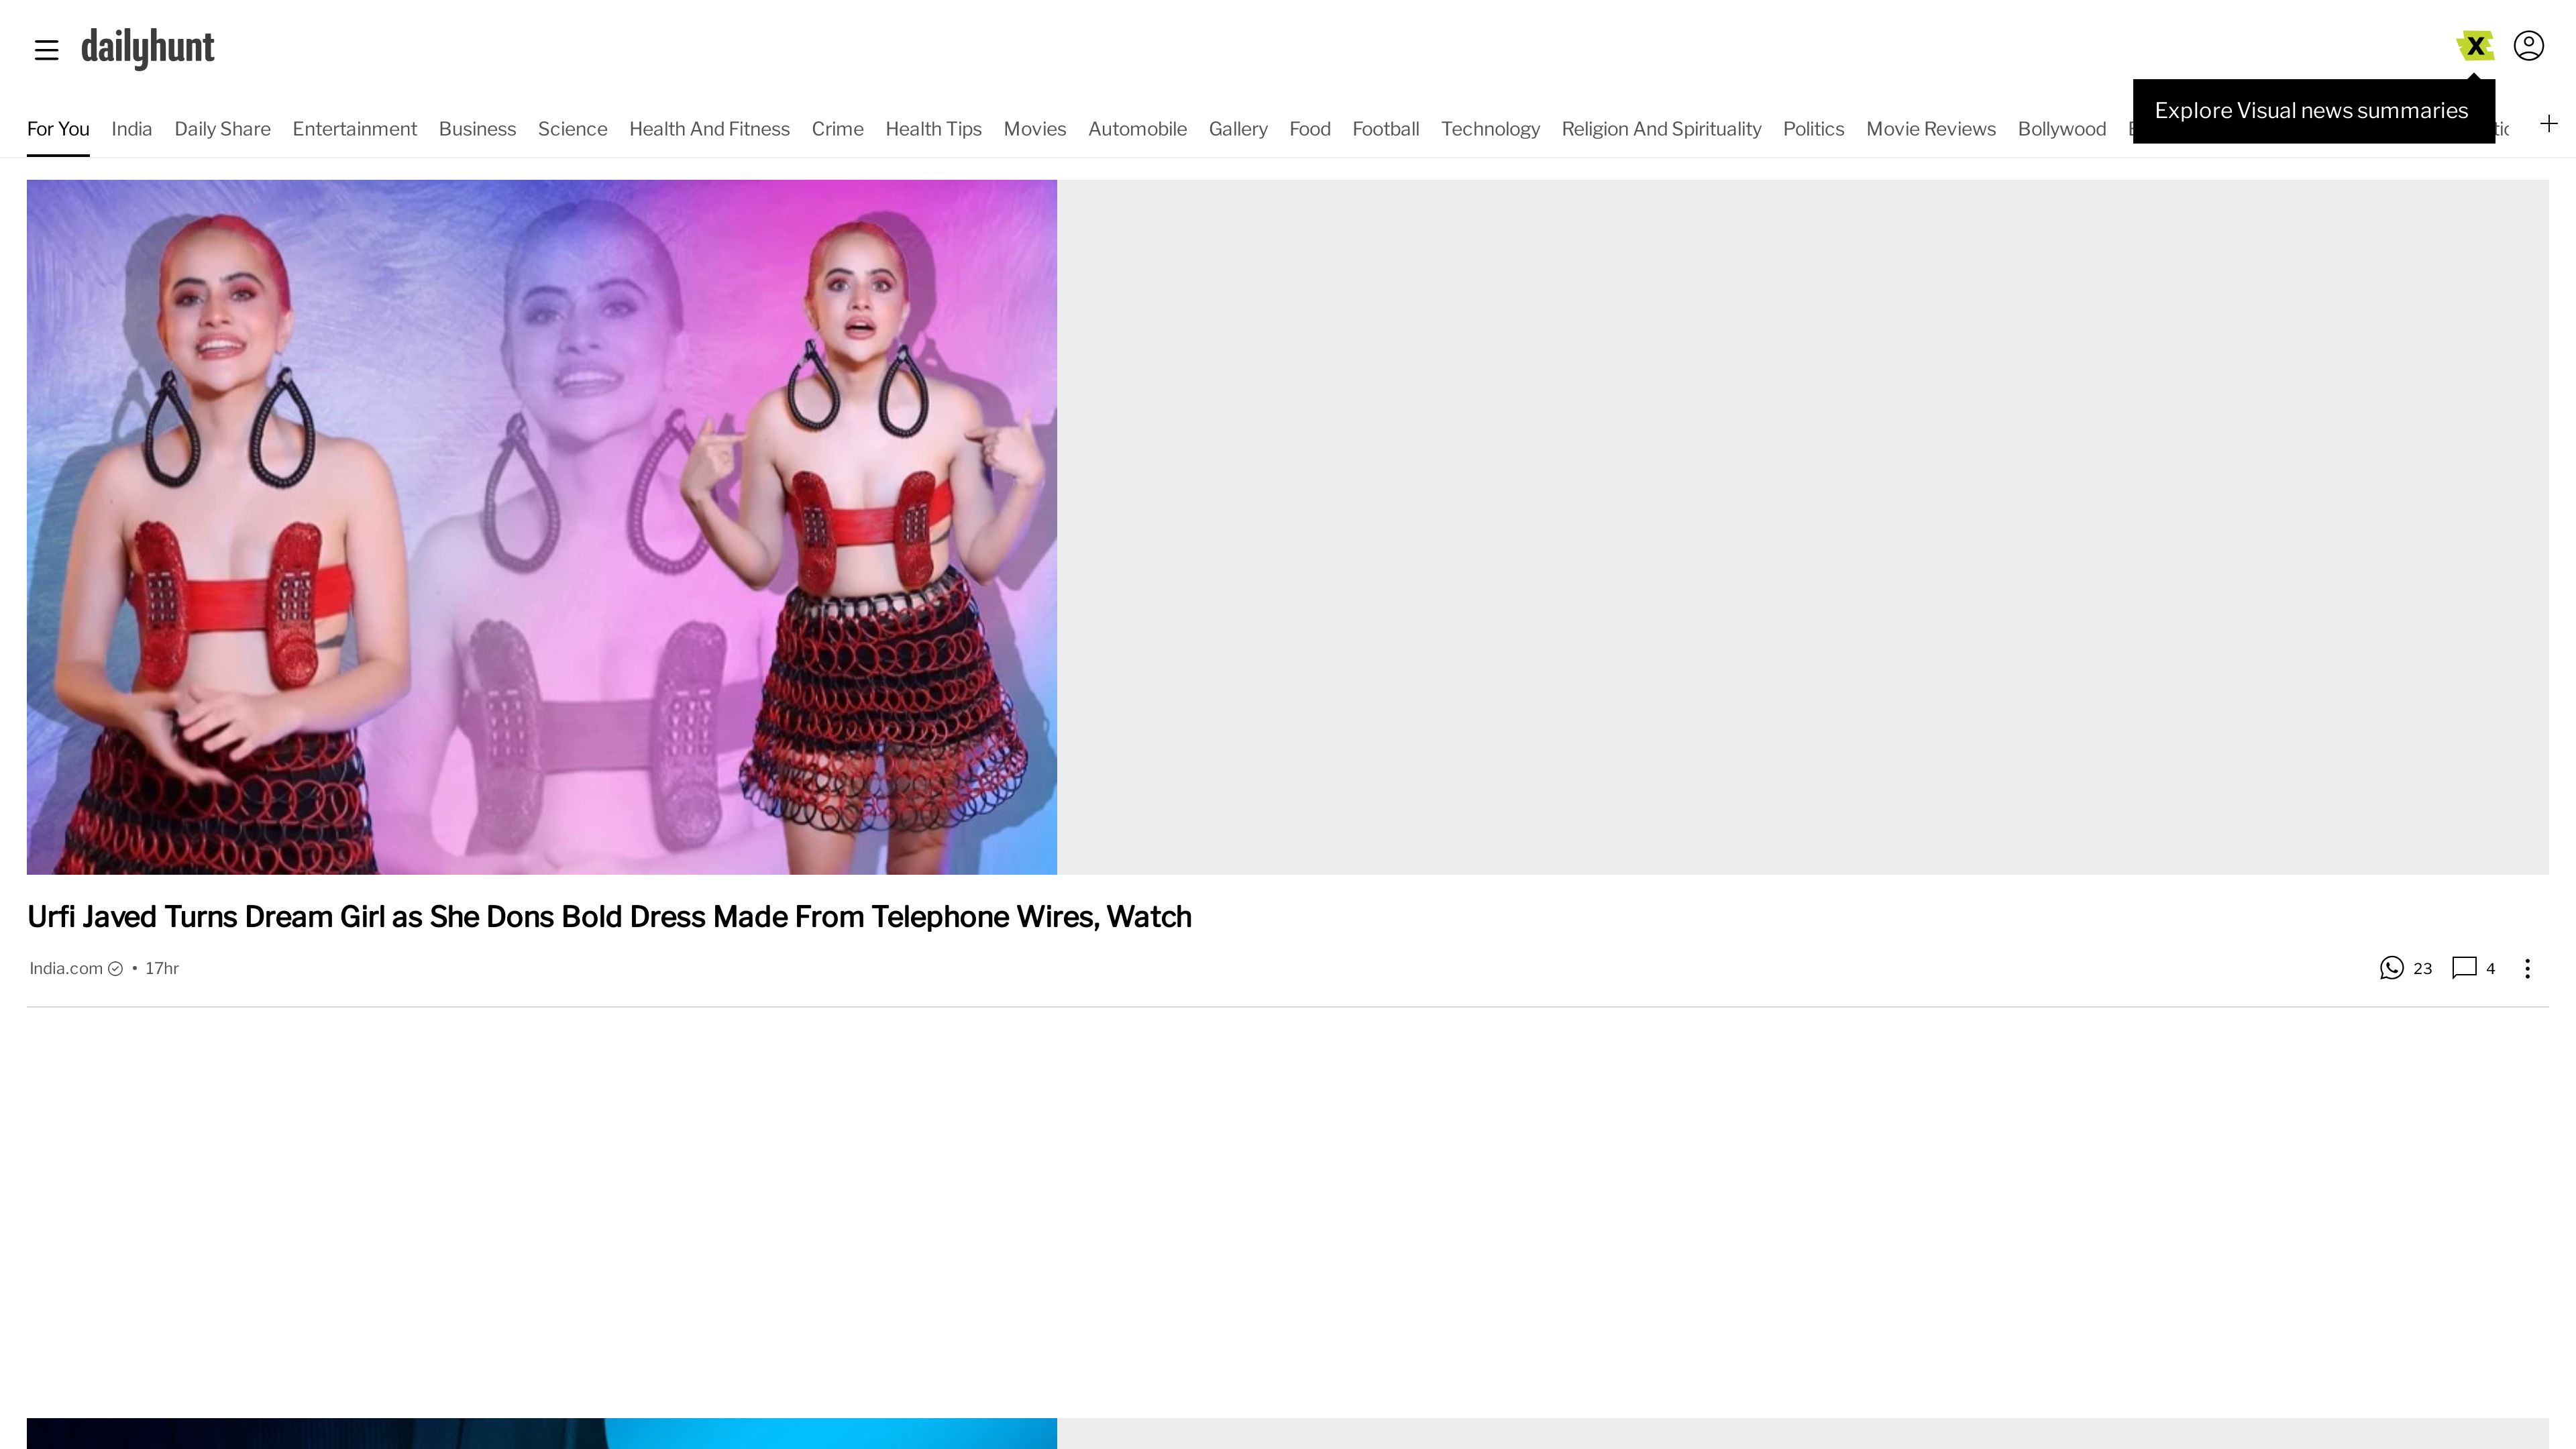 dailyhunt
X
Explore Visual news summaries
For You India Daily Share Entertainment Business Science Health And Fitness Crime Health Tips Movies Automobile Gallery Food Football Technology Religion And Spirituality Politics Movie Reviews Bollywood
Urfi Javed Turns Dream Girl as She Dons Bold Dress Made From Telephone Wires, Watch
India.com • 17hr 23 4